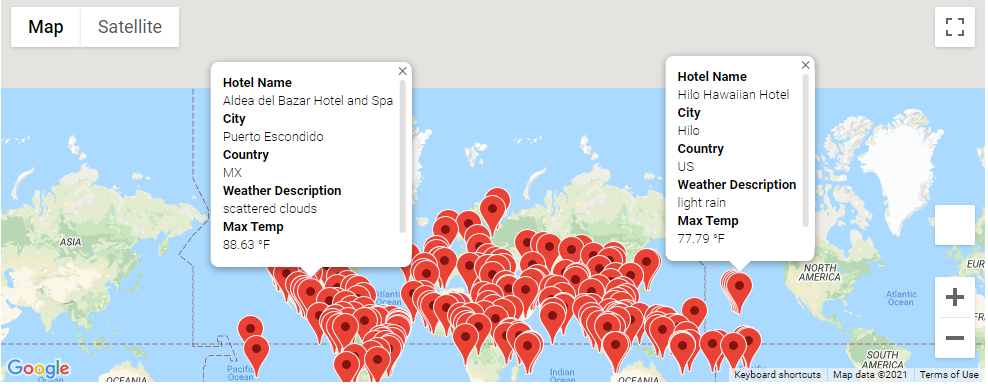 Map
Satellite
Hotel Name
Aldea del Bazar Hotel and Spa
City
Puerto Escondido
Country
MX
Weather Description
scattered clouds
Max Temp
88.63 °F
Hotel Name
Hilo Hawaiian Hotel
City
Hilo
Country
US
Weather Description
light rain
Max Temp
77.79 °F
ASIA
NORTH
AMERICA
Atlantic
Ocean
Atlantic
Ocean
SOUTH
AMERICA
Pacific
Ocean
Indian
Ocean
OCEANIA
OCEANIA
Google
Keyboard shortcuts
Map data ©2021
Terms of Use